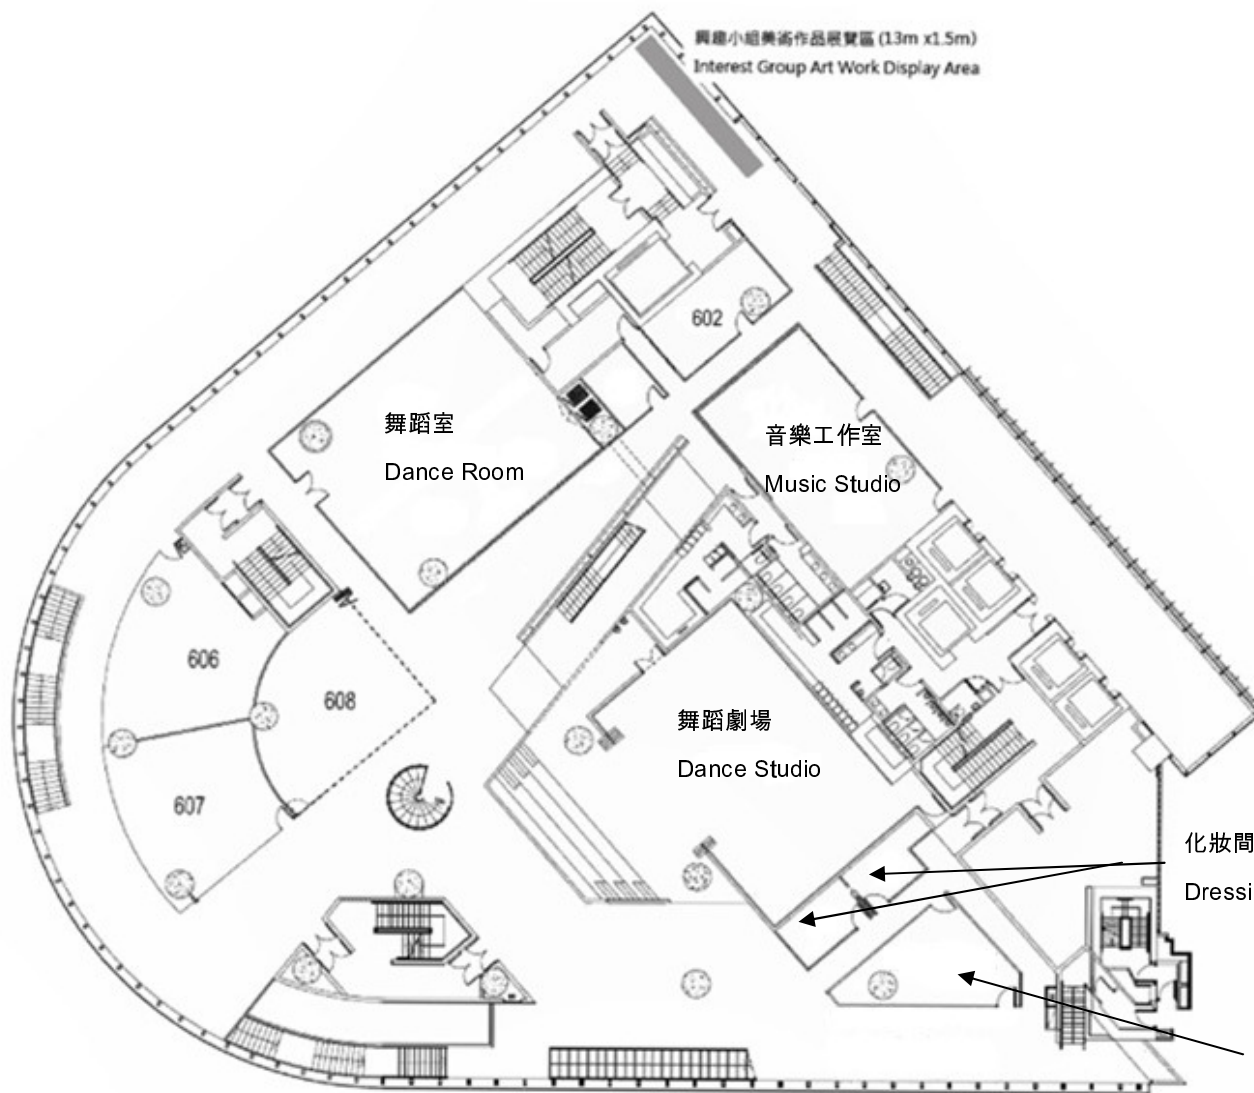 興趣小組美術作品展覽區 (13m x1.5m)
Interest Group Art Work Display Area
602
舞蹈室
Dance Room
音樂工作室
Music Studio
606
608
607
舞蹈劇場
Dance Studio
化妝間
Dressi